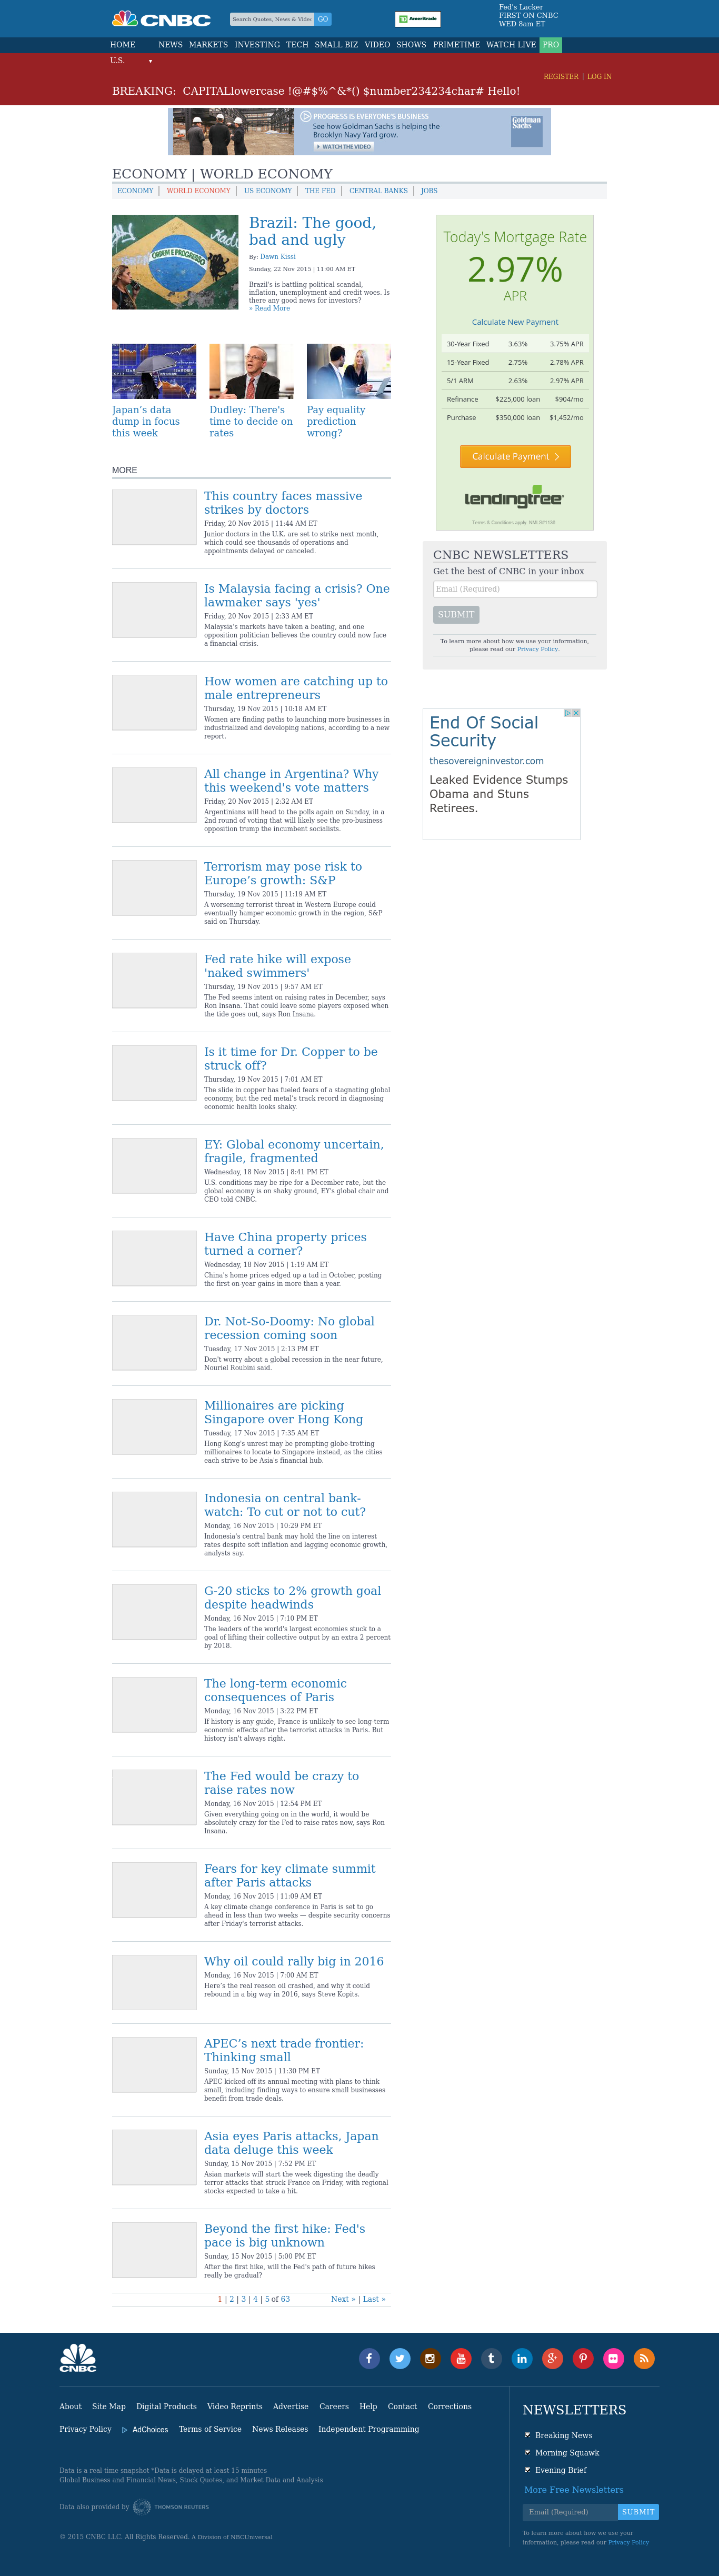 CNBC
Search Quotes, News & Video
GO
Ameritrade
Fed's Lacker
FIRST ON CNBC
WED 8am ET
HOME
NEWS MARKETS INVESTING TECH SMALL BIZ VIDEO SHOWS PRIMETIME WATCH LIVE PRO
U.S.
REGISTER | LOG IN
BREAKING: CAPITALlowercase !@#$%^&*() $number234234char# Hello!
PROGRESS IS EVERYONE'S BUSINESS
See how Goldman Sachs is helping the
Brooklyn Navy Yard grow.
WATCH THE VIDEO
Goldman
Sachs
ECONOMY | WORLD ECONOMY
ECONOMY | WORLD ECONOMY | US ECONOMY | THE FED | CENTRAL BANKS | JOBS
ORDEM E PROGRESSO
Brazil: The good,
bad and ugly
By: Dawn Kissi
Sunday, 22 Nov 2015 | 11:00 AM ET
Brazil's is battling political scandal,
inflation, unemployment and credit woes. Is
there any good news for investors?
» Read More
Japan’s data
dump in focus
this week
Dudley: There's
time to decide on
rates
Pay equality
prediction
wrong?
MORE
This country faces massive
strikes by doctors
Friday, 20 Nov 2015 | 11:44 AM ET
Junior doctors in the U.K. are set to strike next month,
which could see thousands of operations and
appointments delayed or canceled.
Is Malaysia facing a crisis? One
lawmaker says 'yes'
Friday, 20 Nov 2015 | 2:33 AM ET
Malaysia's markets have taken a beating, and one
opposition politician believes the country could now face
a financial crisis.
How women are catching up to
male entrepreneurs
Thursday, 19 Nov 2015 | 10:18 AM ET
Women are finding paths to launching more businesses in
industrialized and developing nations, according to a new
report.
All change in Argentina? Why
this weekend's vote matters
Friday, 20 Nov 2015 | 2:32 AM ET
Argentinians will head to the polls again on Sunday, in a
2nd round of voting that will likely see the pro-business
opposition trump the incumbent socialists.
Terrorism may pose risk to
Europe’s growth: S&P
Thursday, 19 Nov 2015 | 11:19 AM ET
A worsening terrorist threat in Western Europe could
eventually hamper economic growth in the region, S&P
said on Thursday.
Fed rate hike will expose
'naked swimmers'
Thursday, 19 Nov 2015 | 9:57 AM ET
The Fed seems intent on raising rates in December, says
Ron Insana. That could leave some players exposed when
the tide goes out, says Ron Insana.
Is it time for Dr. Copper to be
struck off?
Thursday, 19 Nov 2015 | 7:01 AM ET
The slide in copper has fueled fears of a stagnating global
economy, but the red metal’s track record in diagnosing
economic health looks shaky.
EY: Global economy uncertain,
fragile, fragmented
Wednesday, 18 Nov 2015 | 8:41 PM ET
U.S. conditions may be ripe for a December rate, but the
global economy is on shaky ground, EY's global chair and
CEO told CNBC.
Have China property prices
turned a corner?
Wednesday, 18 Nov 2015 | 1:19 AM ET
China's home prices edged up a tad in October, posting
the first on-year gains in more than a year.
Dr. Not-So-Doomy: No global
recession coming soon
Tuesday, 17 Nov 2015 | 2:13 PM ET
Don't worry about a global recession in the near future,
Nouriel Roubini said.
Millionaires are picking
Singapore over Hong Kong
Tuesday, 17 Nov 2015 | 7:35 AM ET
Hong Kong's unrest may be prompting globe-trotting
millionaires to locate to Singapore instead, as the cities
each strive to be Asia's financial hub.
Indonesia on central bank-
watch: To cut or not to cut?
Monday, 16 Nov 2015 | 10:29 PM ET
Indonesia's central bank may hold the line on interest
rates despite soft inflation and lagging economic growth,
analysts say.
G-20 sticks to 2% growth goal
despite headwinds
Monday, 16 Nov 2015 | 7:10 PM ET
The leaders of the world's largest economies stuck to a
goal of lifting their collective output by an extra 2 percent
by 2018.
The long-term economic
consequences of Paris
Monday, 16 Nov 2015 | 3:22 PM ET
If history is any guide, France is unlikely to see long-term
economic effects after the terrorist attacks in Paris. But
history isn't always right.
The Fed would be crazy to
raise rates now
Monday, 16 Nov 2015 | 12:54 PM ET
Given everything going on in the world, it would be
absolutely crazy for the Fed to raise rates now, says Ron
Insana.
Fears for key climate summit
after Paris attacks
Monday, 16 Nov 2015 | 11:09 AM ET
A key climate change conference in Paris is set to go
ahead in less than two weeks — despite security concerns
after Friday's terrorist attacks.
Why oil could rally big in 2016
Monday, 16 Nov 2015 | 7:00 AM ET
Here's the real reason oil crashed, and why it could
rebound in a big way in 2016, says Steve Kopits.
APEC’s next trade frontier:
Thinking small
Sunday, 15 Nov 2015 | 11:30 PM ET
APEC kicked off its annual meeting with plans to think
small, including finding ways to ensure small businesses
benefit from trade deals.
Asia eyes Paris attacks, Japan
data deluge this week
Sunday, 15 Nov 2015 | 7:52 PM ET
Asian markets will start the week digesting the deadly
terror attacks that struck France on Friday, with regional
stocks expected to take a hit.
Beyond the first hike: Fed's
pace is big unknown
Sunday, 15 Nov 2015 | 5:00 PM ET
After the first hike, will the Fed's path of future hikes
really be gradual?
1 | 2 | 3 | 4 | 5 of 63 Next » | Last »
Today's Mortgage Rate
2.97%
APR
Calculate New Payment
30-Year Fixed 3.63% 3.75% APR
15-Year Fixed 2.75% 2.78% APR
5/1 ARM 2.63% 2.97% APR
Refinance $225,000 loan $904/mo
Purchase $350,000 loan $1,452/mo
Calculate Payment
lendingtree
Terms & Conditions apply. NMLS#1136
CNBC NEWSLETTERS
Get the best of CNBC in your inbox
Email (Required)
SUBMIT
To learn more about how we use your information,
please read our Privacy Policy.
End Of Social
Security
thesovereigninvestor.com
Leaked Evidence Stumps
Obama and Stuns
Retirees.
CNBC
About Site Map Digital Products Video Reprints Advertise Careers Help Contact Corrections
Privacy Policy AdChoices Terms of Service News Releases Independent Programming
Data is a real-time snapshot *Data is delayed at least 15 minutes
Global Business and Financial News, Stock Quotes, and Market Data and Analysis
Data also provided by THOMSON REUTERS
© 2015 CNBC LLC. All Rights Reserved. A Division of NBCUniversal
NEWSLETTERS
Breaking News
Morning Squawk
Evening Brief
More Free Newsletters
Email (Required)
SUBMIT
To learn more about how we use your
information, please read our Privacy Policy